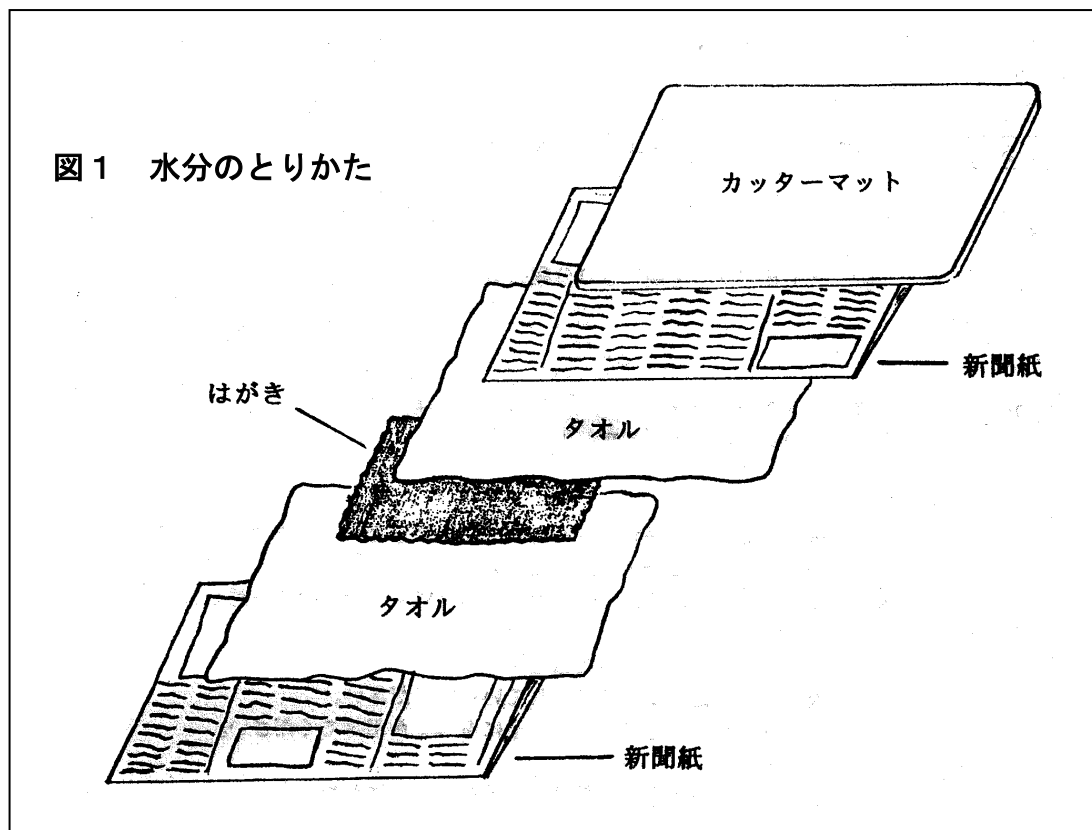 図１　水分のとりかた
カッターマット
新聞紙
タオル
はがき
タオル
新聞紙